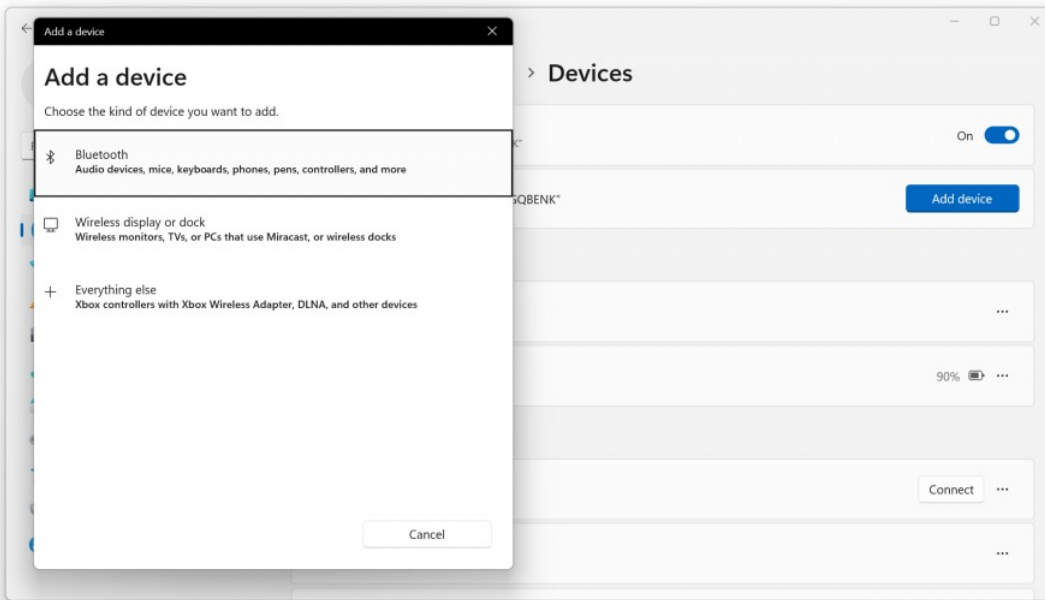 Add a device
Add a device
Choose the kind of device you want to add.
Bluetooth
Audio devices, mice, keyboards, phones, pens, controllers, and more
Wireless display or dock
Wireless monitors, TVs, or PCs that use Miracast, or wireless docks
Everything else
Xbox controllers with Xbox Wireless Adapter, DLNA, and other devices
Cancel
> Devices
On
QBENK"
Add device
90%
Connect